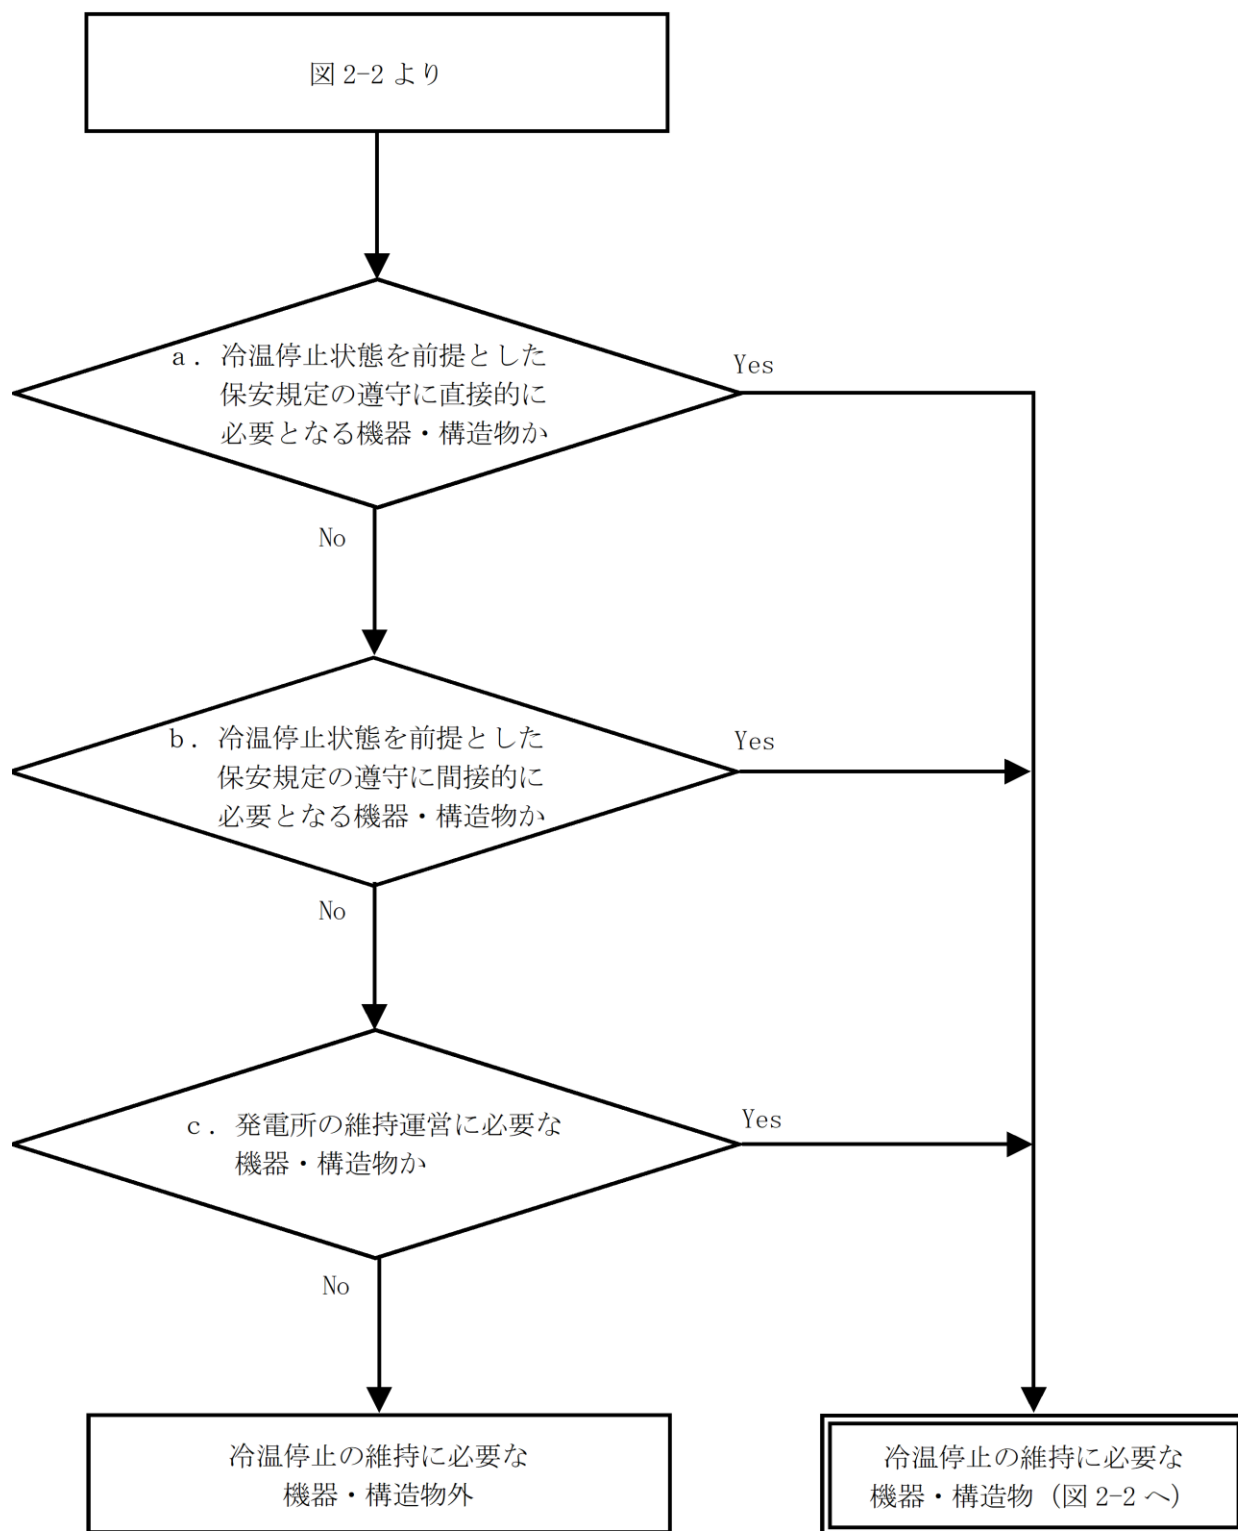 図 2-2 より
a．冷温停止状態を前提とした
保安規定の遵守に直接的に
必要となる機器・構造物か
Yes
No
b．冷温停止状態を前提とした
保安規定の遵守に間接的に
必要となる機器・構造物か
Yes
No
c．発電所の維持運営に必要な
機器・構造物か
Yes
No
冷温停止の維持に必要な
機器・構造物外
冷温停止の維持に必要な
機器・構造物（図 2-2 へ）